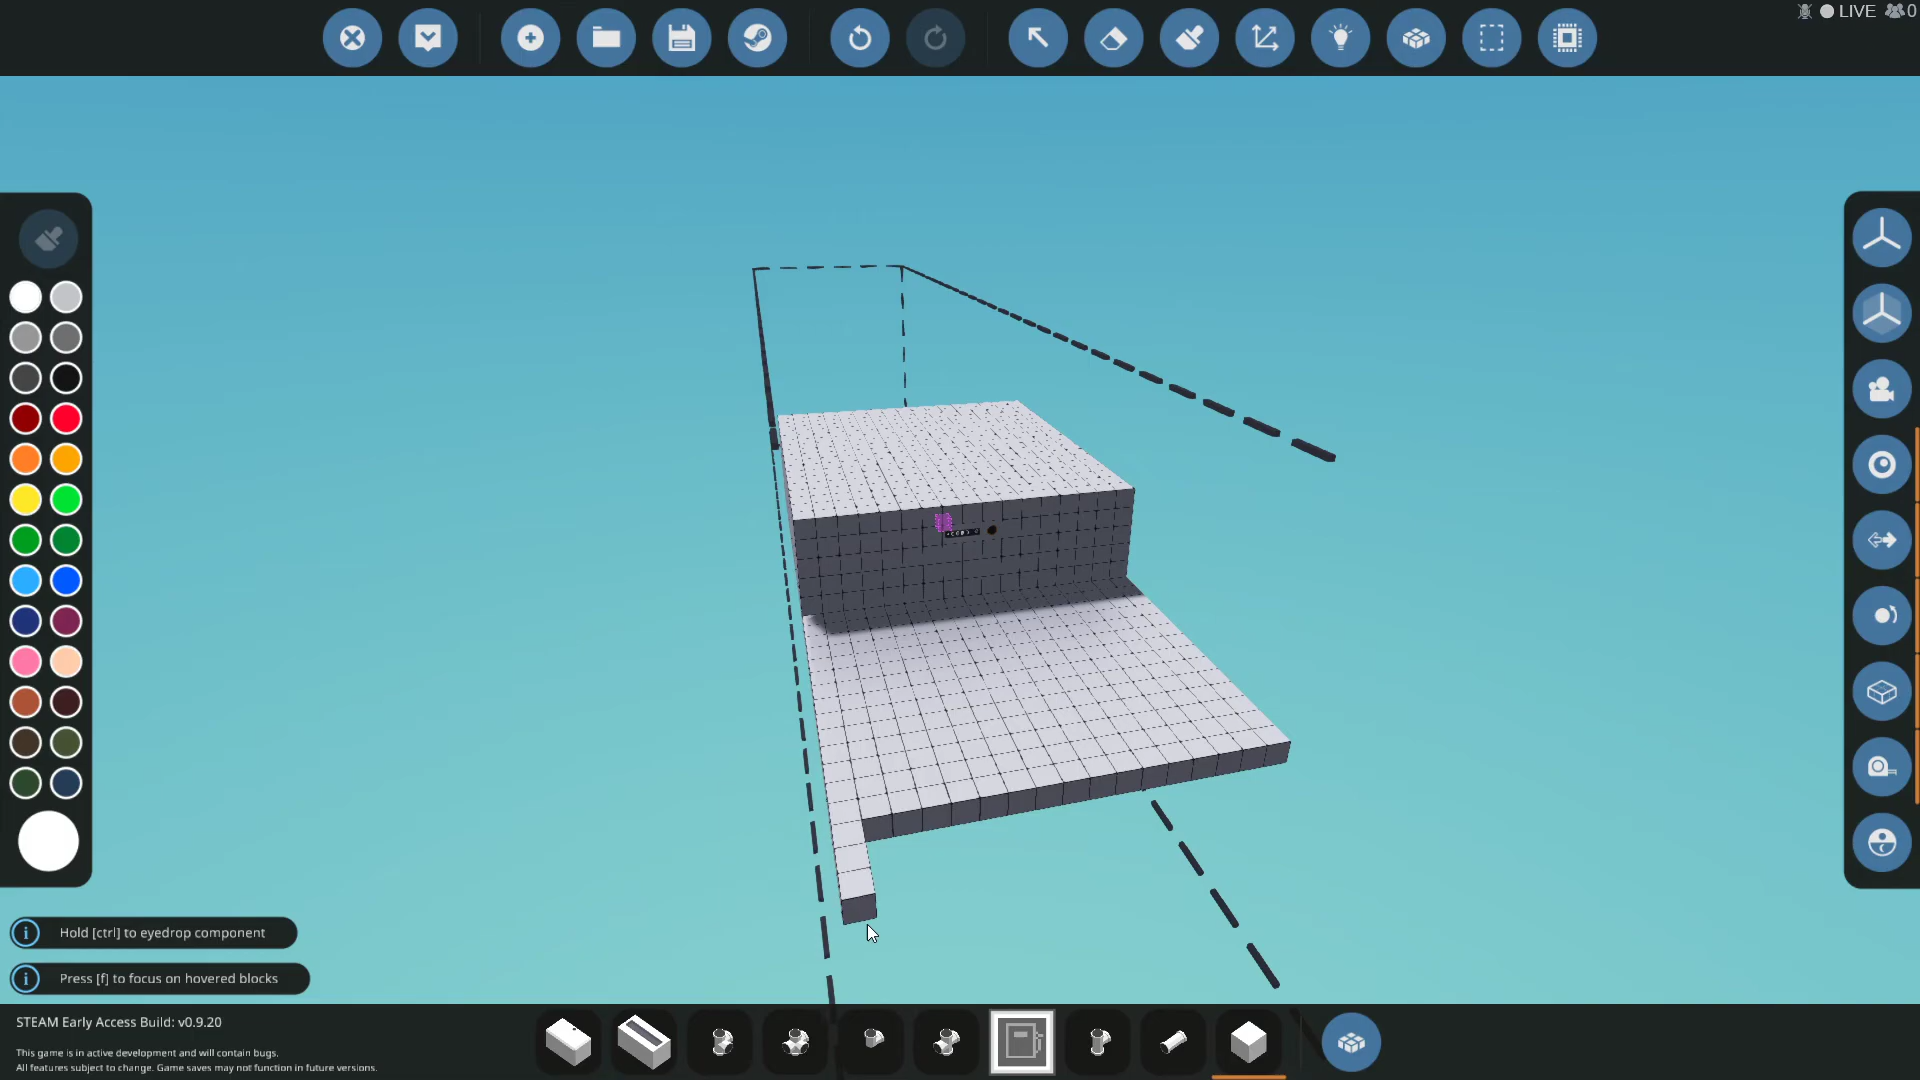 LIVE 0
Hold [ctrl] to eyedrop component
Press [f] to focus on hovered blocks
STEAM Early Access Build: v0.9.20
This game is in active development and will contain bugs.
All features subject to change. Game saves may not function in future versions.